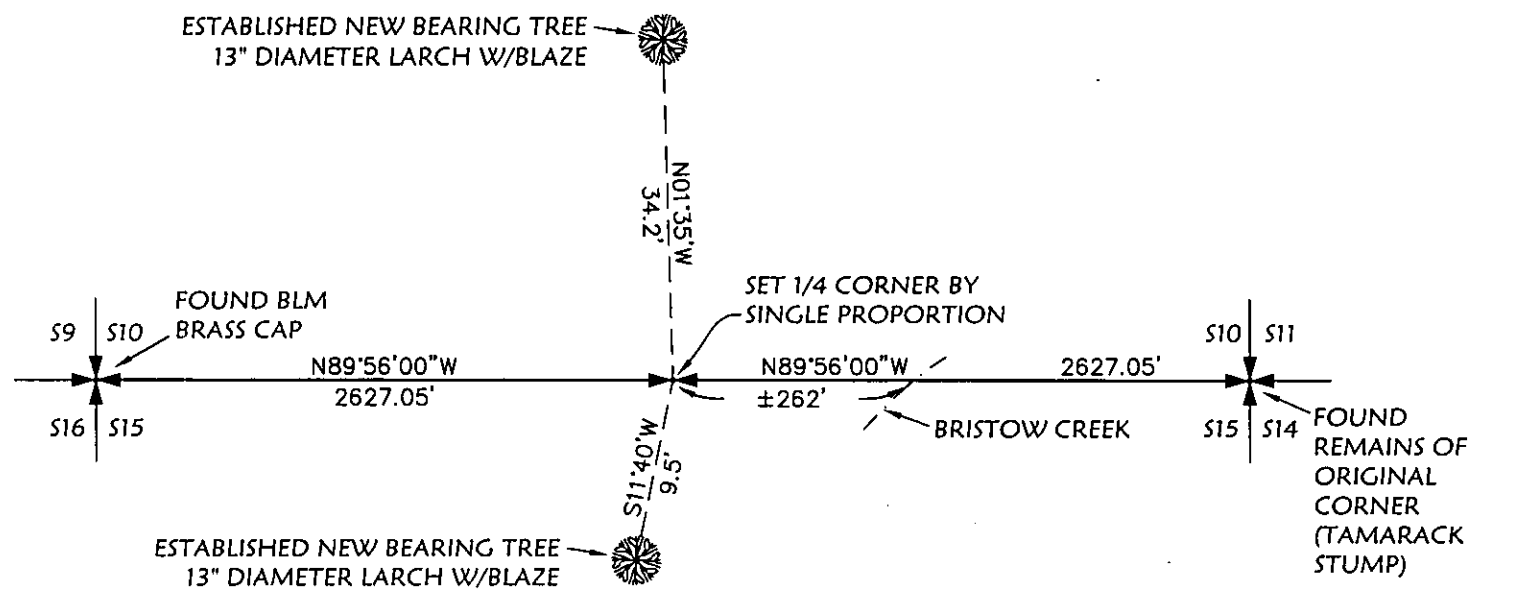 ESTABLISHED NEW BEARING TREE
13" DIAMETER LARCH W/BLAZE
N01°35'W
34.2'
SET 1/4 CORNER BY
SINGLE PROPORTION
FOUND BLM
BRASS CAP
S9 S10
S16 S15
N89°56'00"W
2627.05'
N89°56'00"W
2627.05'
±262'
BRISTOW CREEK
S10 S11
S15 S14
FOUND
REMAINS OF
ORIGINAL
CORNER
(TAMARACK
STUMP)
S11°40'W
9.5'
ESTABLISHED NEW BEARING TREE
13" DIAMETER LARCH W/BLAZE